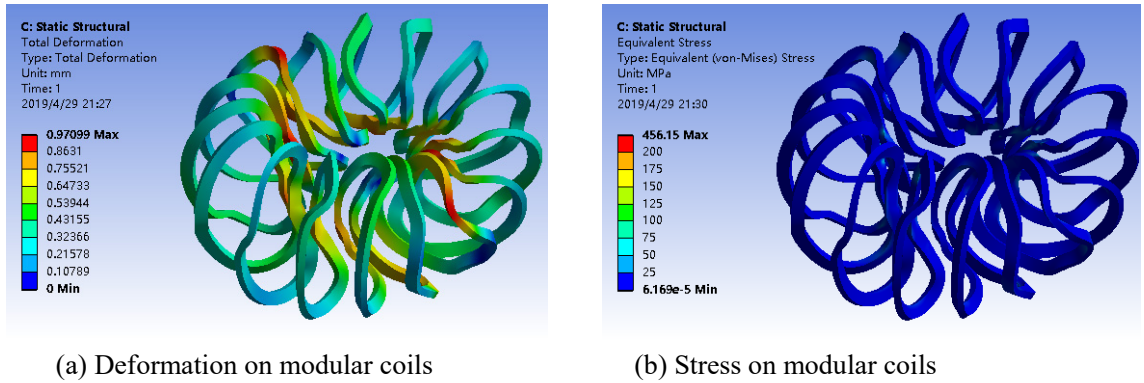 C: Static Structural
Total Deformation
Type: Total Deformation
Unit: mm
Time: 1
2019/4/29 21:27
0.97099 Max
0.8631
0.75521
0.64733
0.53944
0.43155
0.32366
0.21578
0.10789
0 Min
C: Static Structural
Equivalent Stress
Type: Equivalent (von-Mises) Stress
Unit: MPa
Time: 1
2019/4/29 21:30
456.15 Max
200
175
150
125
100
75
50
25
6.169e-5 Min
(a) Deformation on modular coils
(b) Stress on modular coils